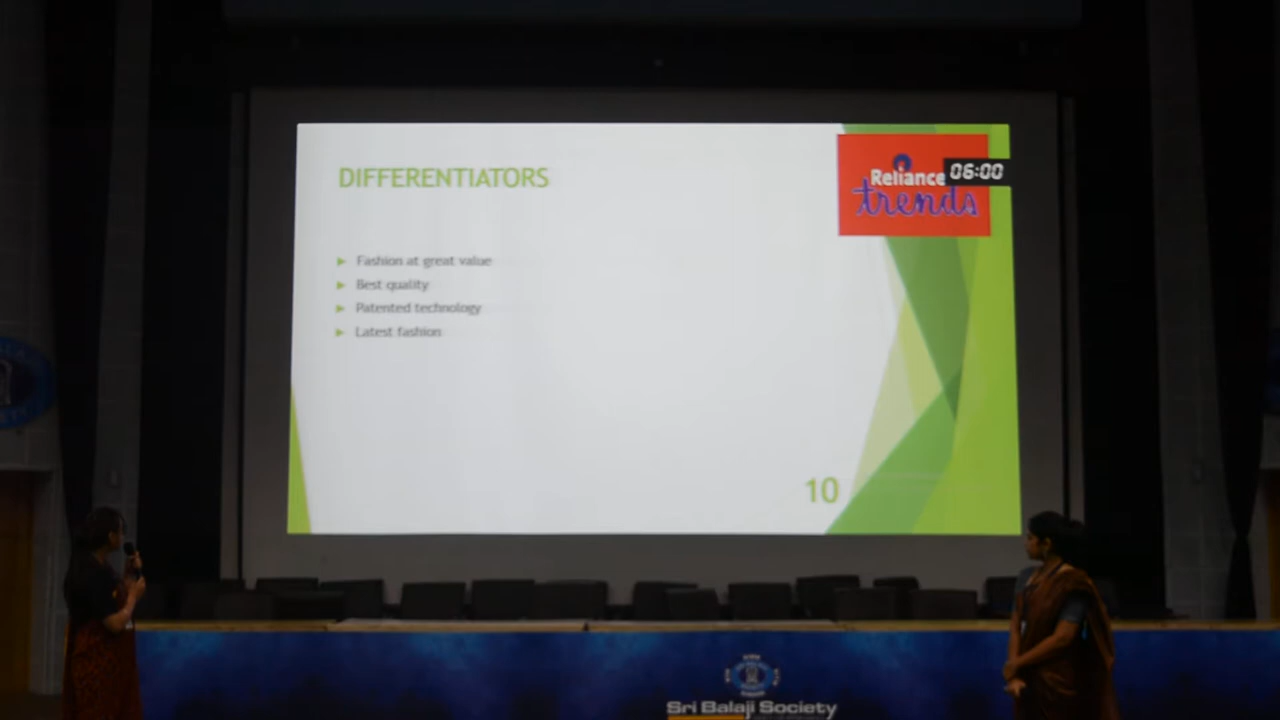 DIFFERENTIATORS
Reliance
trends
06:00
Fashion at great value
Best quality
Patented technology
Latest fashion
10
Sri Balaji Society